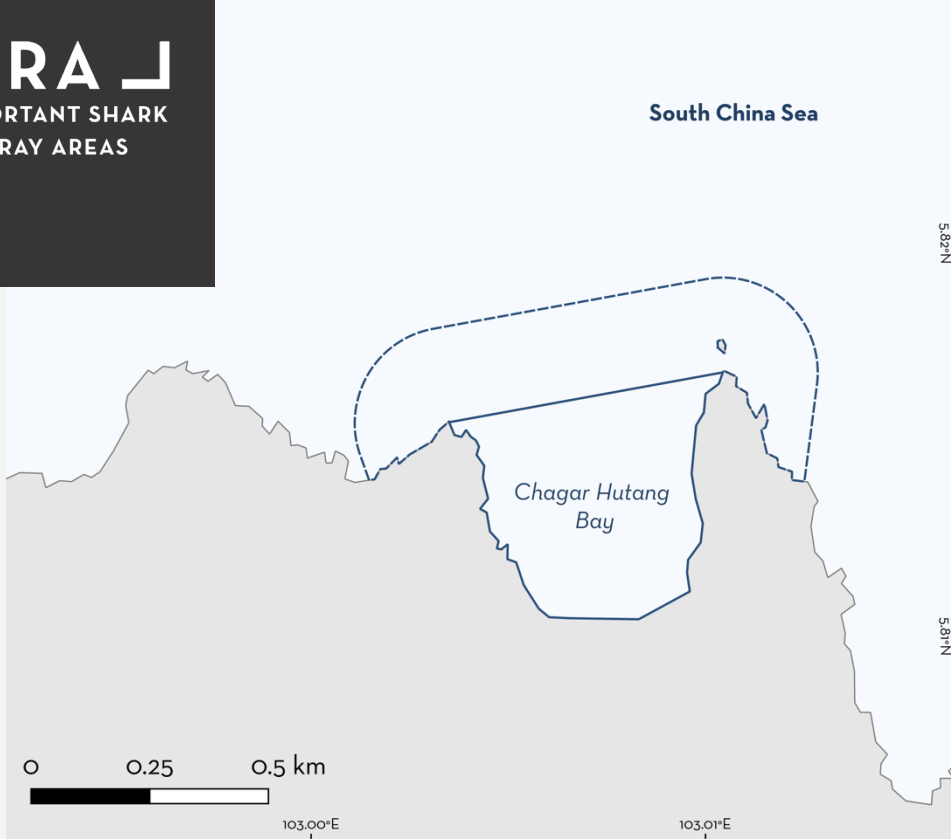 RA
ORTANT SHARK
RAY AREAS
South China Sea
5.82°N
Chagar Hutang
Bay
5.81°N
0 0.25 0.5 km
103.00°E 103.01°E